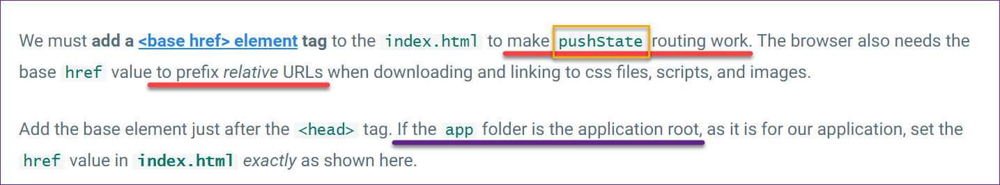 We must add a <base href> element tag to the index.html to make pushState routing work. The browser also needs the
base href value to prefix relative URLs when downloading and linking to css files, scripts, and images.
Add the base element just after the <head> tag. If the app folder is the application root, as it is for our application, set the
href value in index.html exactly as shown here.